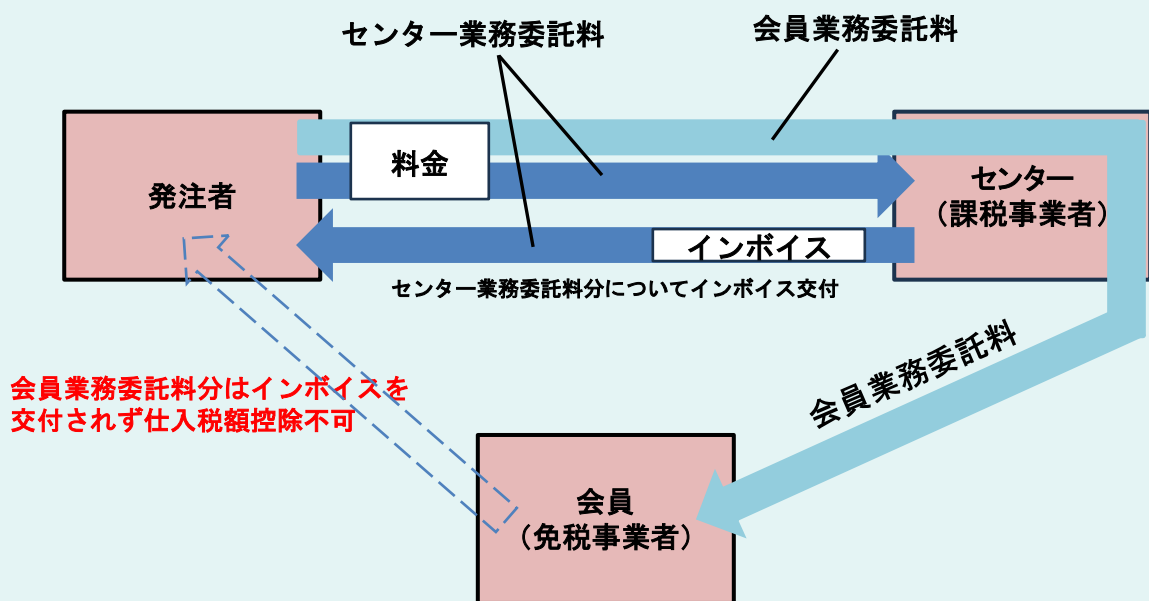 センター業務委託料
会員業務委託料
料金
発注者
センター
（課税事業者）
インボイス
センター業務委託料分についてインボイス交付
会員業務委託料
会員業務委託料分はインボイスを
交付されず仕入税額控除不可
会員
（免税事業者）